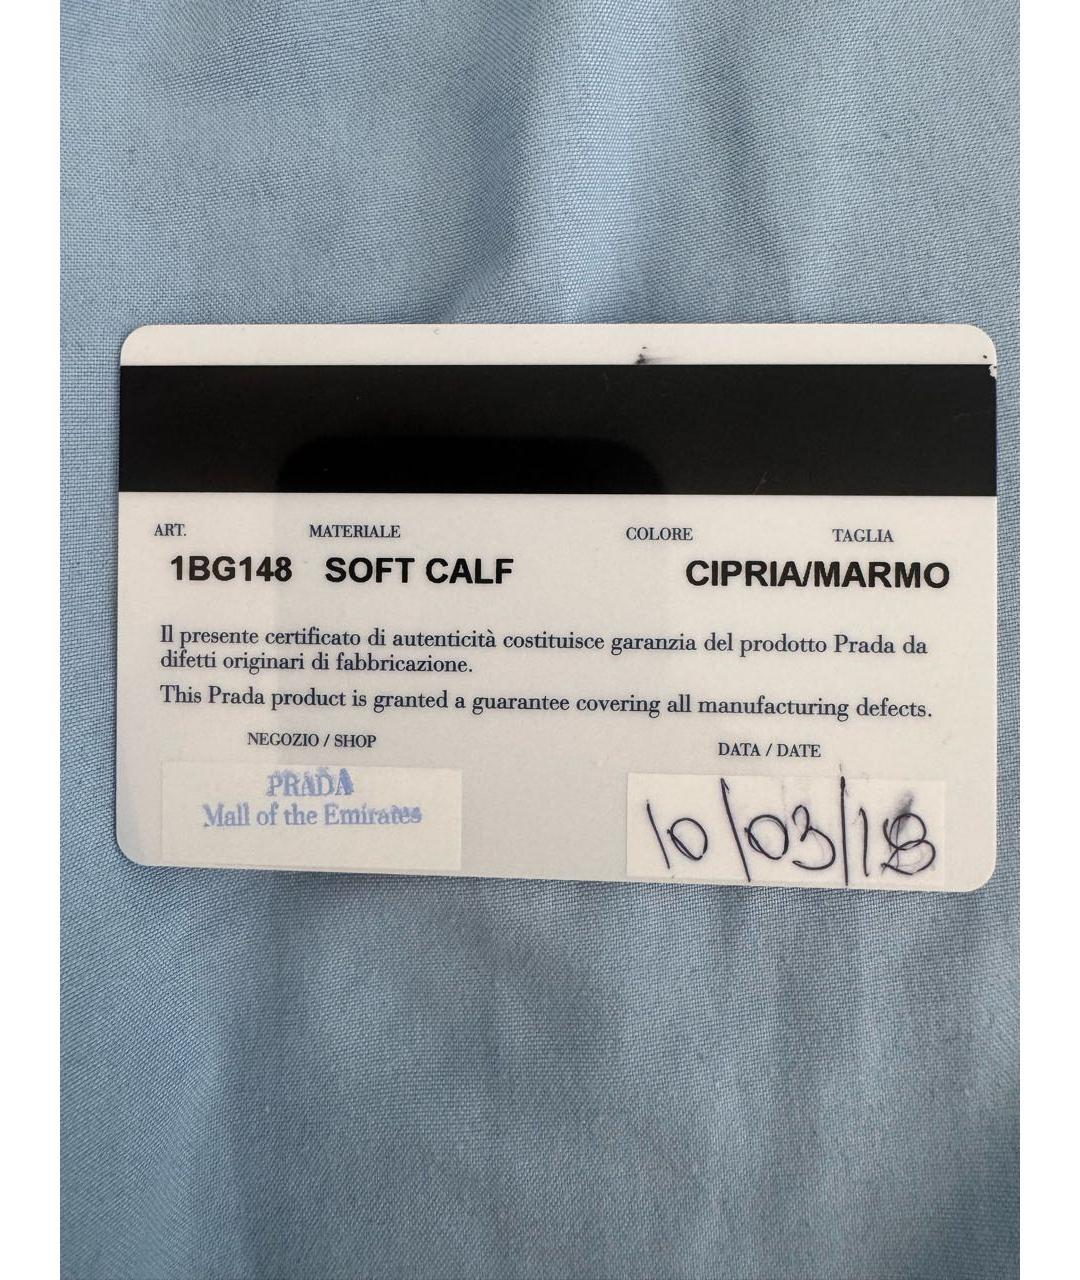 ART. MATERIALE COLORE TAGLIA
1BG148 SOFT CALF CIPRIA/MARMO
Il presente certificato di autenticità costituisce garanzia del prodotto Prada da
difetti originari di fabbricazione.
This Prada product is granted a guarantee covering all manufacturing defects.
NEGOZIO / SHOP DATA / DATE
PRADA
Mall of the Emirates
10/03/18